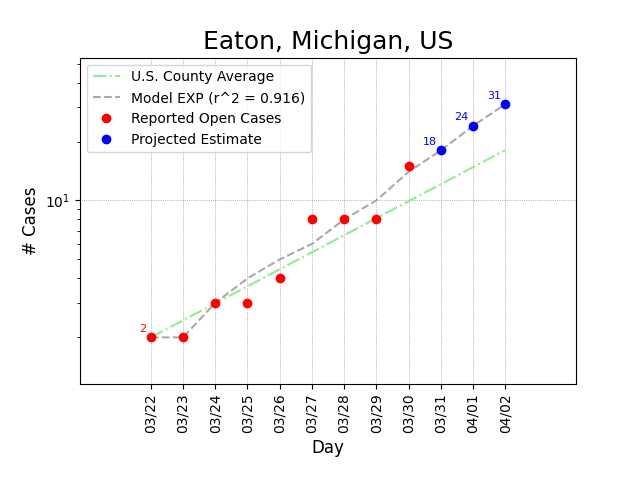 Eaton, Michigan, US
U.S. County Average
Model EXP (r^2 = 0.916)
Reported Open Cases
Projected Estimate
31
24
18
2
10^1
# Cases
03/22
03/23
03/24
03/25
03/26
03/27
03/28
03/29
03/30
03/31
04/01
04/02
Day